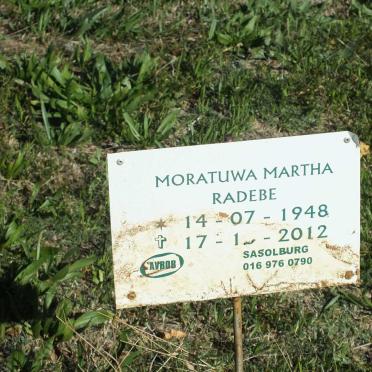 MORATUWA MARTHA
RADEBE
* 14 - 07 - 1948
✝ 17 - - 2012
SASOLBURG
016 976 0790
AVBOB